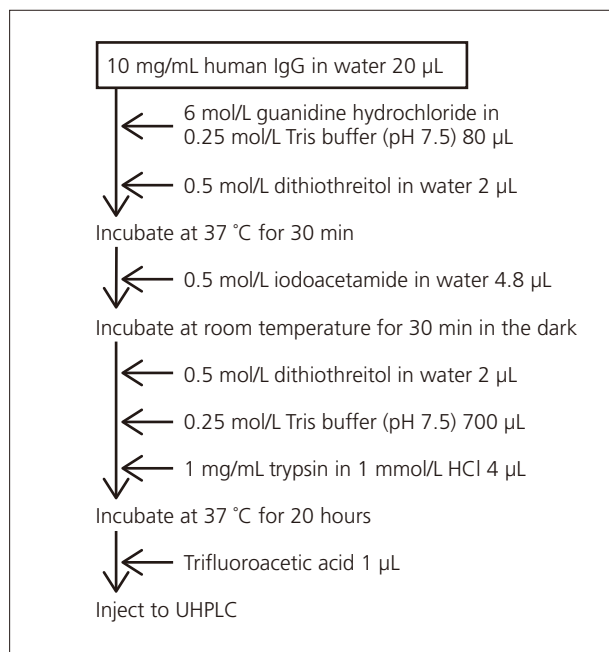 10 mg/mL human IgG in water 20 µL
6 mol/L guanidine hydrochloride in
0.25 mol/L Tris buffer (pH 7.5) 80 µL
0.5 mol/L dithiothreitol in water 2 µL
Incubate at 37 ˚C for 30 min
0.5 mol/L iodoacetamide in water 4.8 µL
Incubate at room temperature for 30 min in the dark
0.5 mol/L dithiothreitol in water 2 µL
0.25 mol/L Tris buffer (pH 7.5) 700 µL
1 mg/mL trypsin in 1 mmol/L HCl 4 µL
Incubate at 37 ˚C for 20 hours
Trifluoroacetic acid 1 µL
Inject to UHPLC